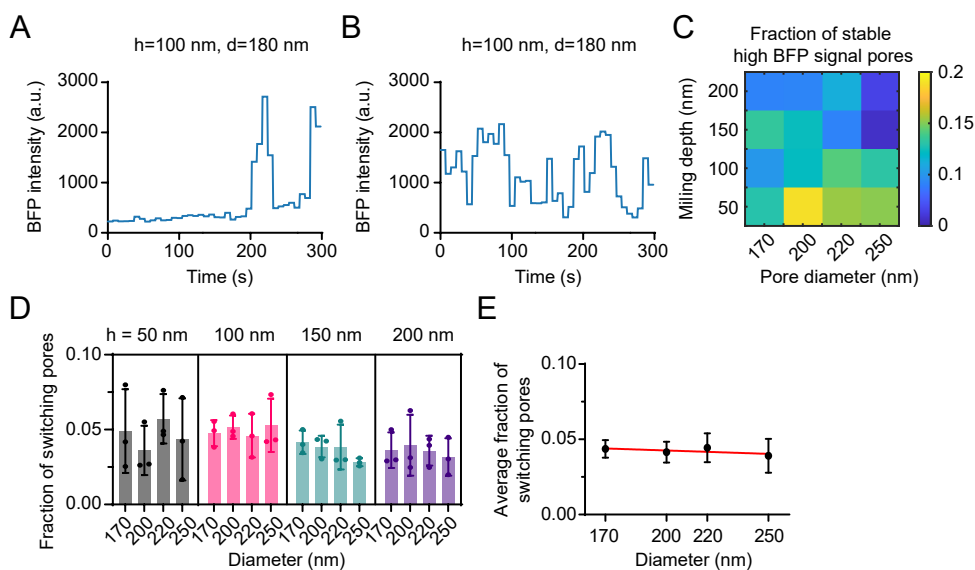 A
h=100 nm, d=180 nm
BFP intensity (a.u.)
3000
2000
1000
0
0
100
200
300
Time (s)
B
h=100 nm, d=180 nm
BFP intensity (a.u.)
3000
2000
1000
0
0
100
200
300
Time (s)
C
Fraction of stable
high BFP signal pores
Miling depth (nm)
200
150
100
50
170
200
220
250
Pore diameter (nm)
0.2
0.15
0.1
0
D
Fraction of switching pores
h = 50 nm
100 nm
150 nm
200 nm
0.10
0.05
0.00
170
200
220
250
170
200
220
250
170
200
220
250
170
200
220
250
Diameter (nm)
E
Average fraction of
switching pores
0.10
0.05
0.00
170
200
220
250
Diameter (nm)